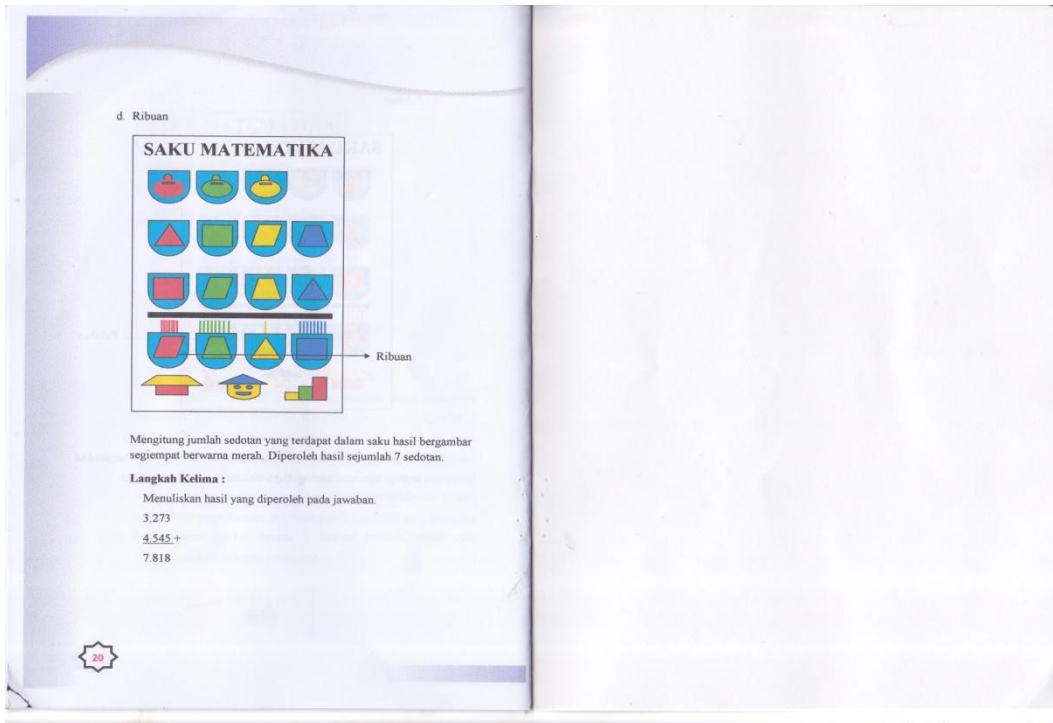 d. Ribuan
SAKU MATEMATIKA
Ribuan
Mengitung jumlah sedotan yang terdapat dalam saku hasil bergambar
segiempat berwarna merah. Diperoleh hasil sejumlah 7 sedotan.
Langkah Kelima :
Menuliskan hasil yang diperoleh pada jawaban.
3.273
4.545 +
7.818
20